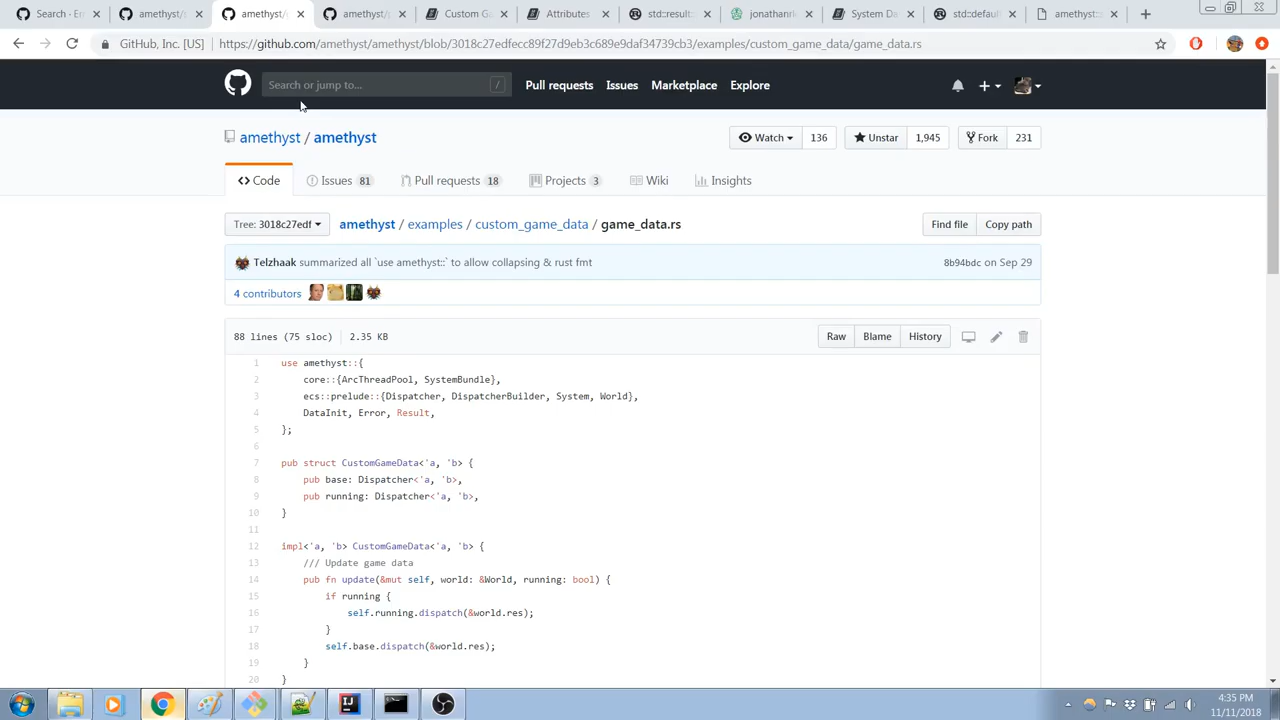 Search - Er
amethyst/
amethyst/
amethyst/p
Custom Ga
Attributes
std::result:
jonathanri
System Da
std::defaul
amethyst::
GitHub, Inc. [US] https://github.com/amethyst/amethyst/blob/3018c27edfecc0927d9eb3c689e9daf34739cb3/examples/custom_game_data/game_data.rs
Search or jump to... /
Pull requests Issues Marketplace Explore
amethyst / amethyst
Watch 136 Unstar 1,945 Fork 231
Code Issues 81 Pull requests 18 Projects 3 Wiki Insights
Tree: 3018c27edf amethyst / examples / custom_game_data / game_data.rs Find file Copy path
Telzhaak summarized all `use amethyst::` to allow collapsing & rust fmt 8b94bdc on Sep 29
4 contributors
88 lines (75 sloc) 2.35 KB Raw Blame History
1 use amethyst::{
2 core::{ArcThreadPool, SystemBundle},
3 ecs::prelude::{Dispatcher, DispatcherBuilder, System, World},
4 DataInit, Error, Result,
5 };
6
7 pub struct CustomGameData<'a, 'b> {
8 pub base: Dispatcher<'a, 'b>,
9 pub running: Dispatcher<'a, 'b>,
10 }
11
12 impl<'a, 'b> CustomGameData<'a, 'b> {
13 /// Update game data
14 pub fn update(&mut self, world: &World, running: bool) {
15 if running {
16 self.running.dispatch(&world.res);
17 }
18 self.base.dispatch(&world.res);
19 }
20 }
4:35 PM
11/11/2018